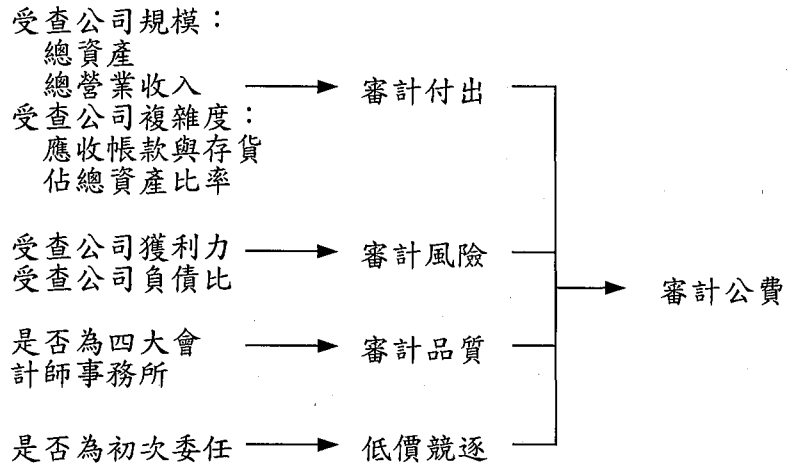 受查公司規模：
總資產
總營業收入
審計付出
受查公司複雜度：
應收帳款與存貨
佔總資產比率
受查公司獲利力
審計風險
受查公司負債比
審計公費
是否為四大會
審計品質
計師事務所
是否為初次委任
低價競逐